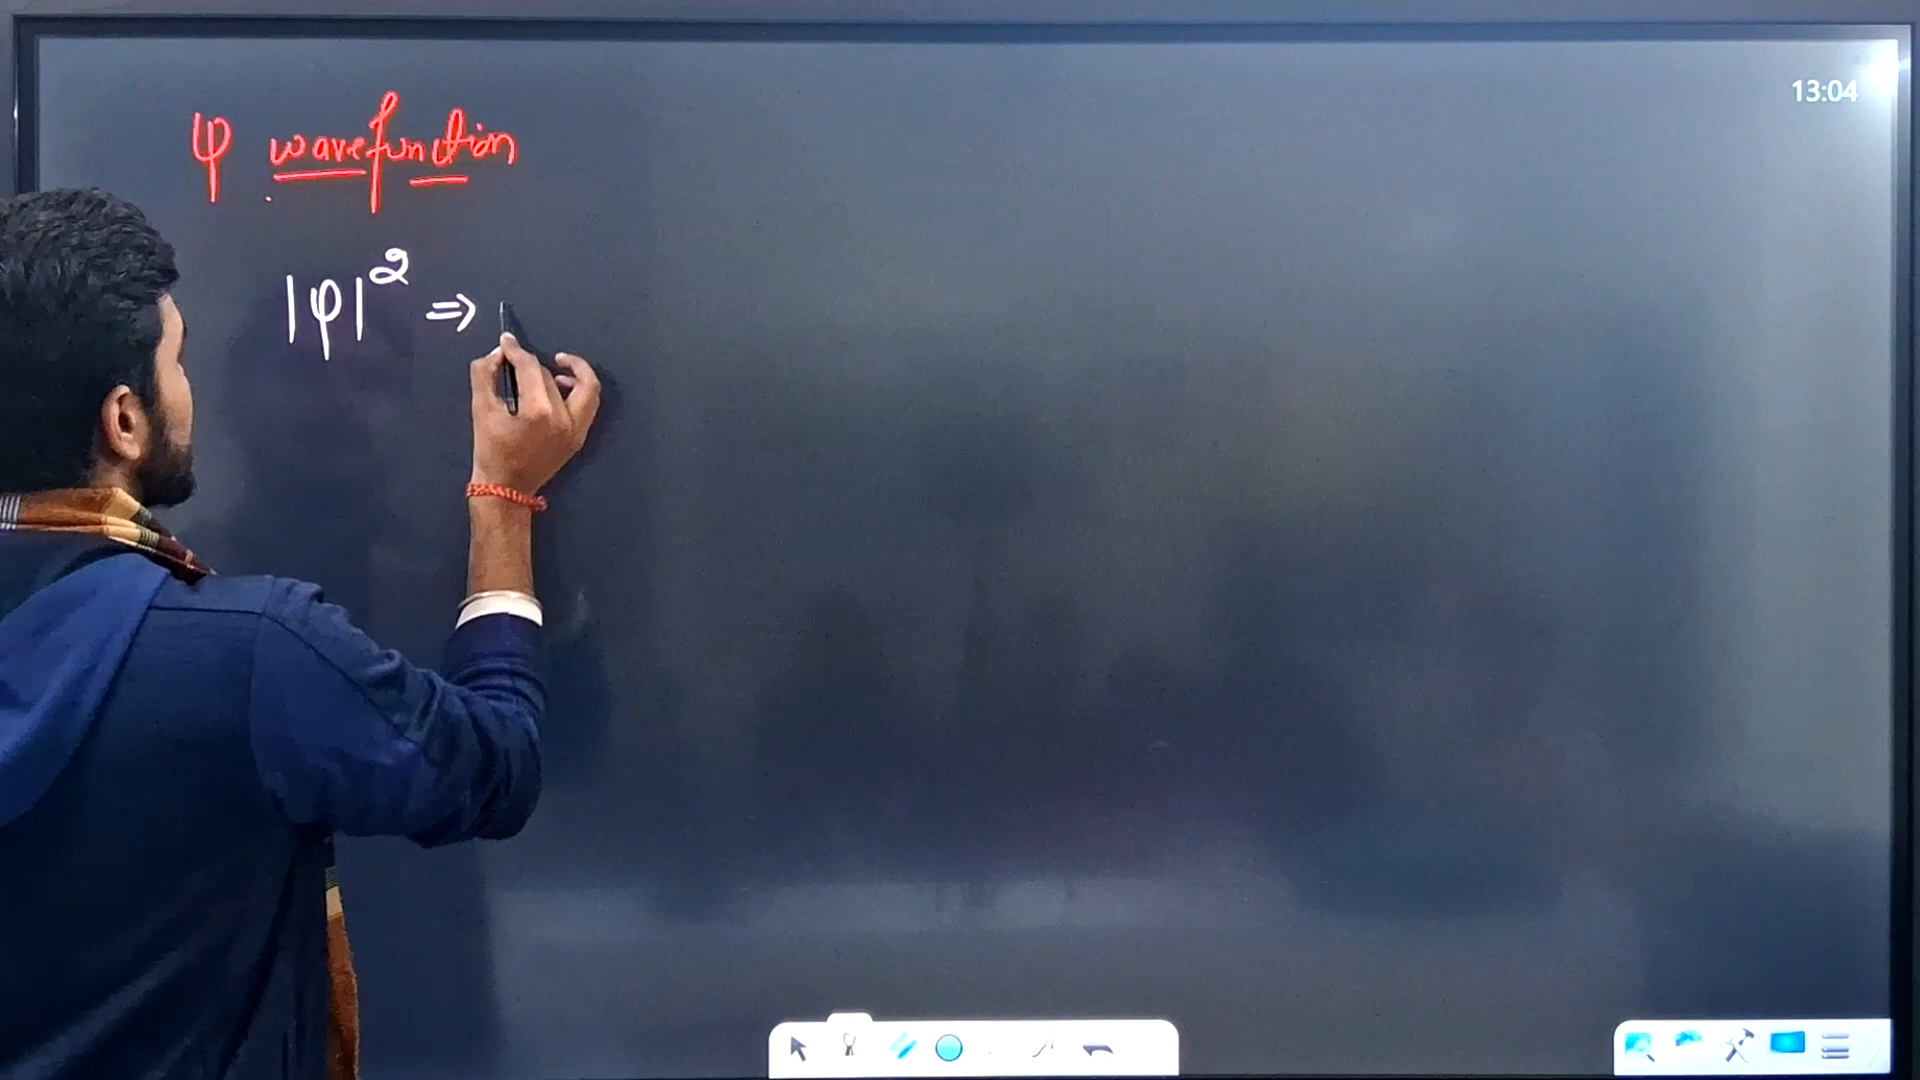 13:04
φ wavefunction
|φ|² ⇒